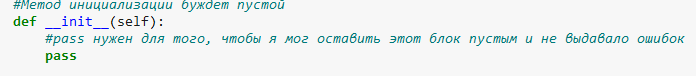 #Метод инициализации буждет пустой
def __init__(self):
#pass нужен для того, чтобы я мог оставить этот блок пустым и не выдавало ошибок
pass